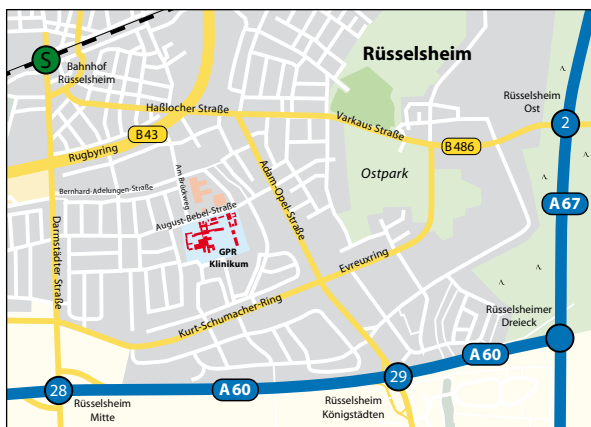 S
Bahnhof
Rüsselsheim
Rüsselsheim
Haßlocher Straße
Varkaus Straße
Rüsselsheim
Ost
2
B43
B486
Rugbyring
Am Brückweg
Adam-Opel-Straße
Ostpark
Bernhard-Adelungen-Straße
August-Bebel-Straße
A67
Darmstädter Straße
GPR
Klinikum
Evreuxring
Kurt-Schumacher-Ring
Rüsselsheimer
Dreieck
A60
28
A60
29
Rüsselsheim
Mitte
Rüsselsheim
Königstädten